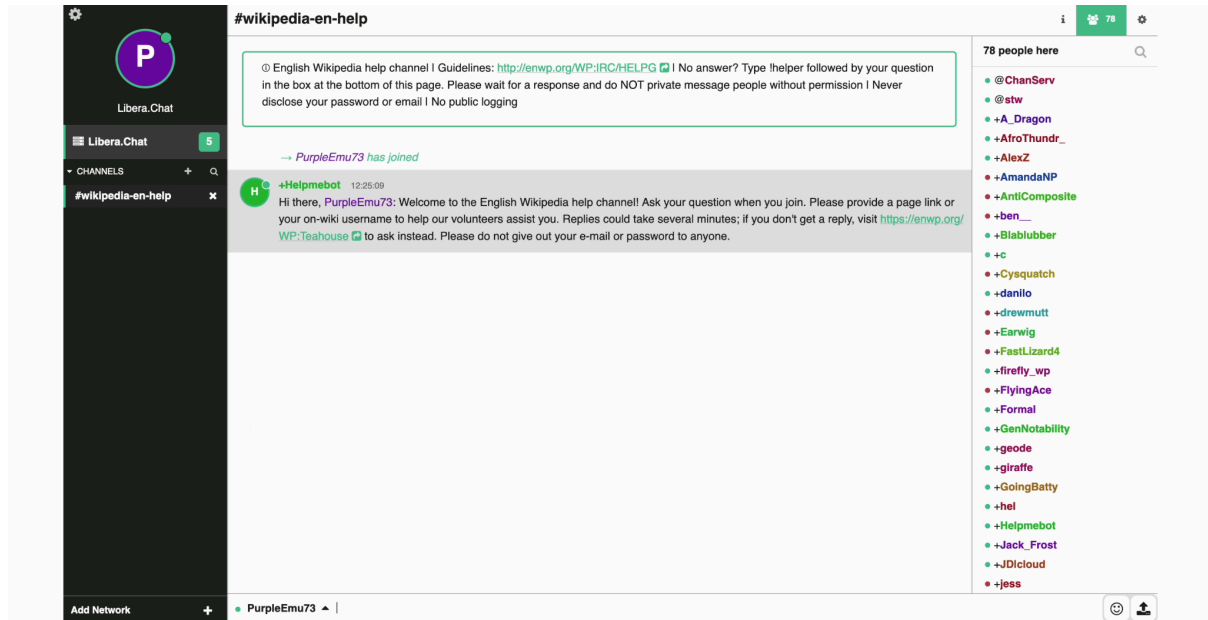 P
Libera.Chat
Libera.Chat 5
CHANNELS + 
#wikipedia-en-help ×
Add Network +
#wikipedia-en-help
i 78
English Wikipedia help channel | Guidelines: http://enwp.org/WP:IRC/HELPG | No answer? Type !helper followed by your question
in the box at the bottom of this page. Please wait for a response and do NOT private message people without permission | Never
disclose your password or email | No public logging
→ PurpleEmu73 has joined
H
+Helpmebot 12:25:09
Hi there, PurpleEmu73: Welcome to the English Wikipedia help channel! Ask your question when you join. Please provide a page link or
your on-wiki username to help our volunteers assist you. Replies could take several minutes; if you don't get a reply, visit https://enwp.org/
WP:Teahouse to ask instead. Please do not give out your e-mail or password to anyone.
PurpleEmu73
78 people here
@ChanServ
@stw
+A_Dragon
+AfroThundr_
+AlexZ
+AmandaNP
+AntiComposite
+ben__
+Blablubber
+c
+Cysquatch
+danilo
+drewmutt
+Earwig
+FastLizard4
+firefly_wp
+FlyingAce
+Formal
+GenNotability
+geode
+giraffe
+GoingBatty
+hel
+Helpmebot
+Jack_Frost
+JDlcloud
+jess